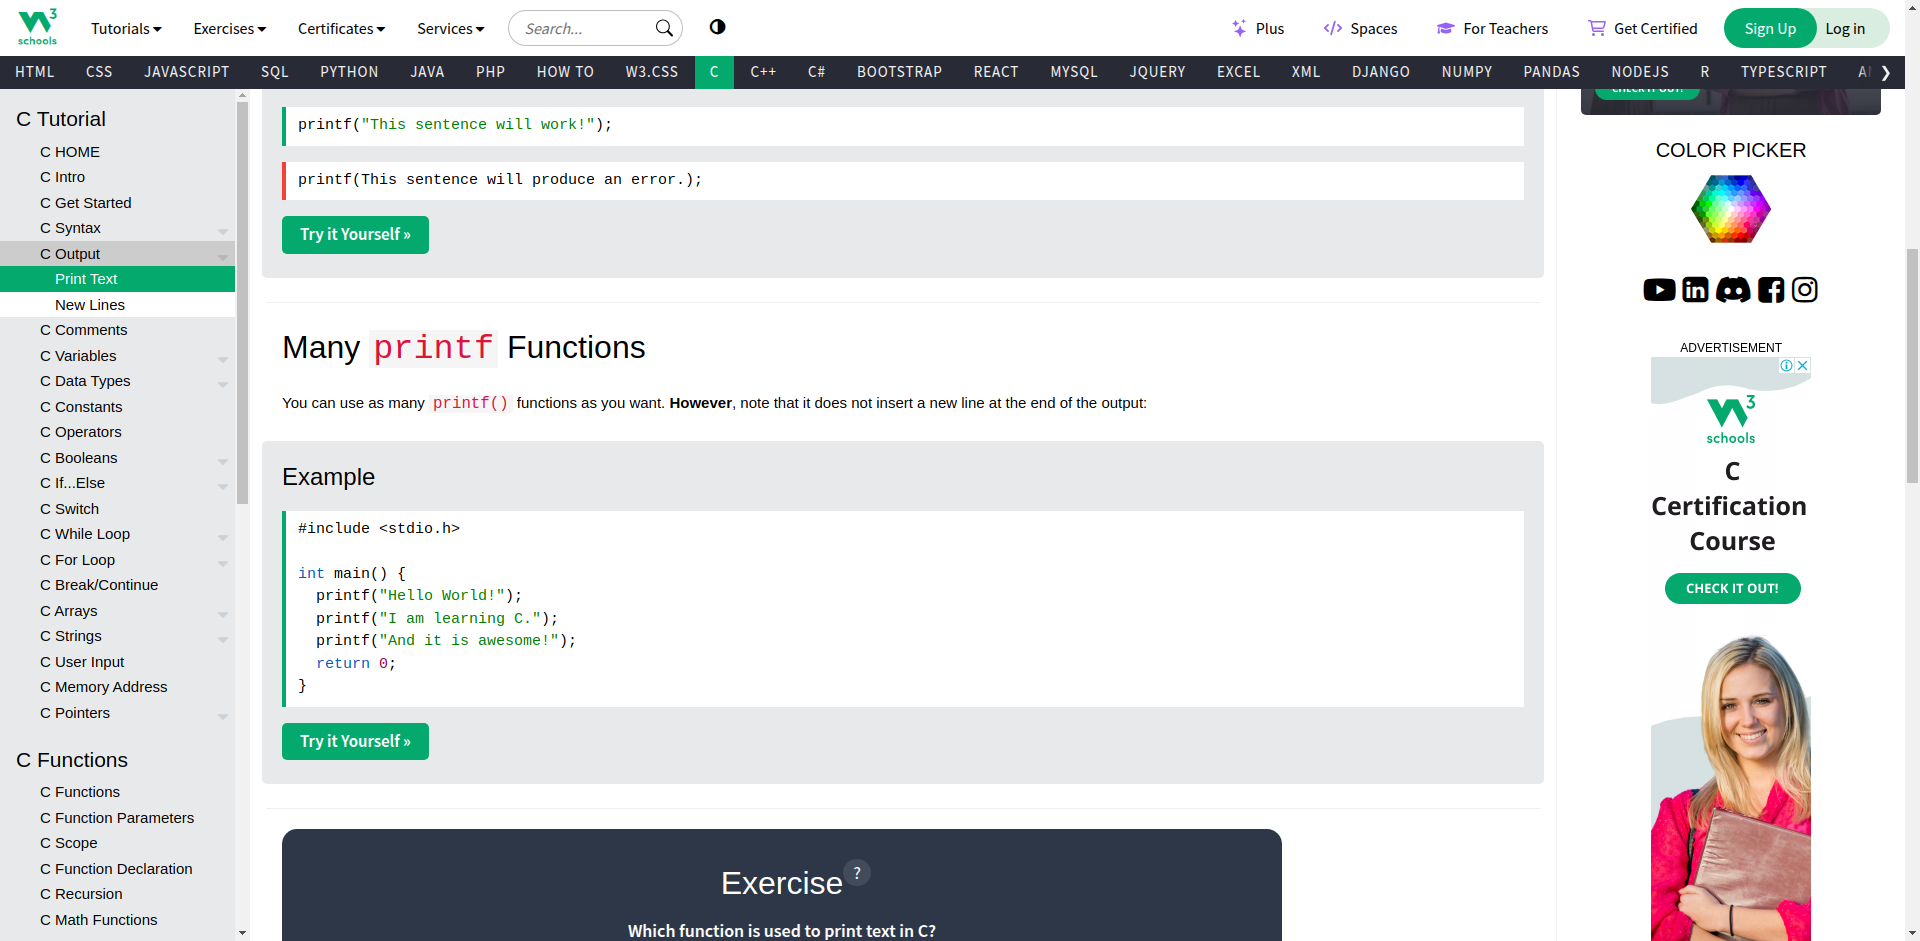 W3 schools
Tutorials Exercises Certificates Services Search... Plus Spaces For Teachers Get Certified Sign Up Log in
HTML CSS JAVASCRIPT SQL PYTHON JAVA PHP HOW TO W3.CSS C C++ C# BOOTSTRAP REACT MYSQL JQUERY EXCEL XML DJANGO NUMPY PANDAS NODEJS R TYPESCRIPT
C Tutorial
C HOME
C Intro
C Get Started
C Syntax
C Output
Print Text
New Lines
C Comments
C Variables
C Data Types
C Constants
C Operators
C Booleans
C If...Else
C Switch
C While Loop
C For Loop
C Break/Continue
C Arrays
C Strings
C User Input
C Memory Address
C Pointers
C Functions
C Functions
C Function Parameters
C Scope
C Function Declaration
C Recursion
C Math Functions
printf("This sentence will work!");
printf(This sentence will produce an error.);
Try it Yourself »
Many printf Functions
You can use as many printf() functions as you want. However, note that it does not insert a new line at the end of the output:
Example
#include <stdio.h>
int main() {
printf("Hello World!");
printf("I am learning C.");
printf("And it is awesome!");
return 0;
}
Try it Yourself »
Exercise ?
Which function is used to print text in C?
CHECK IT OUT!
COLOR PICKER
ADVERTISEMENT
W3 schools
C
Certification
Course
CHECK IT OUT!